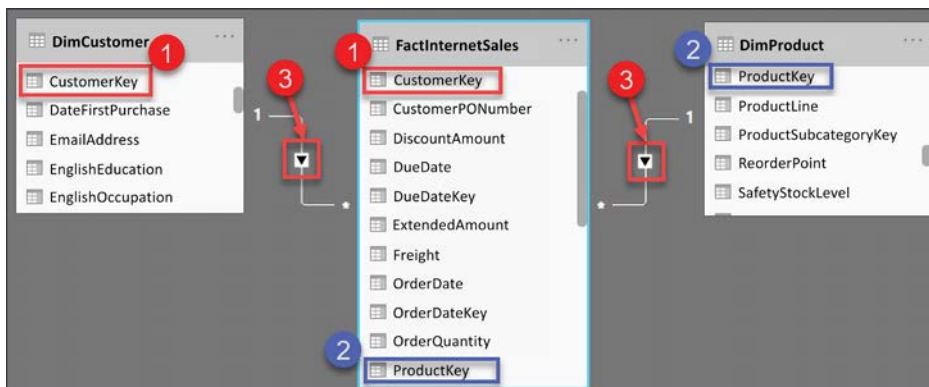 DimCustomer
1
CustomerKey
DateFirstPurchase
EmailAddress
EnglishEducation
EnglishOccupation
1
3
*
FactInternetSales
1
CustomerKey
CustomerPONumber
DiscountAmount
DueDate
DueDateKey
ExtendedAmount
Freight
OrderDate
OrderDateKey
OrderQuantity
2
ProductKey
3
1
*
DimProduct
2
ProductKey
ProductLine
ProductSubcategoryKey
ReorderPoint
SafetyStockLevel